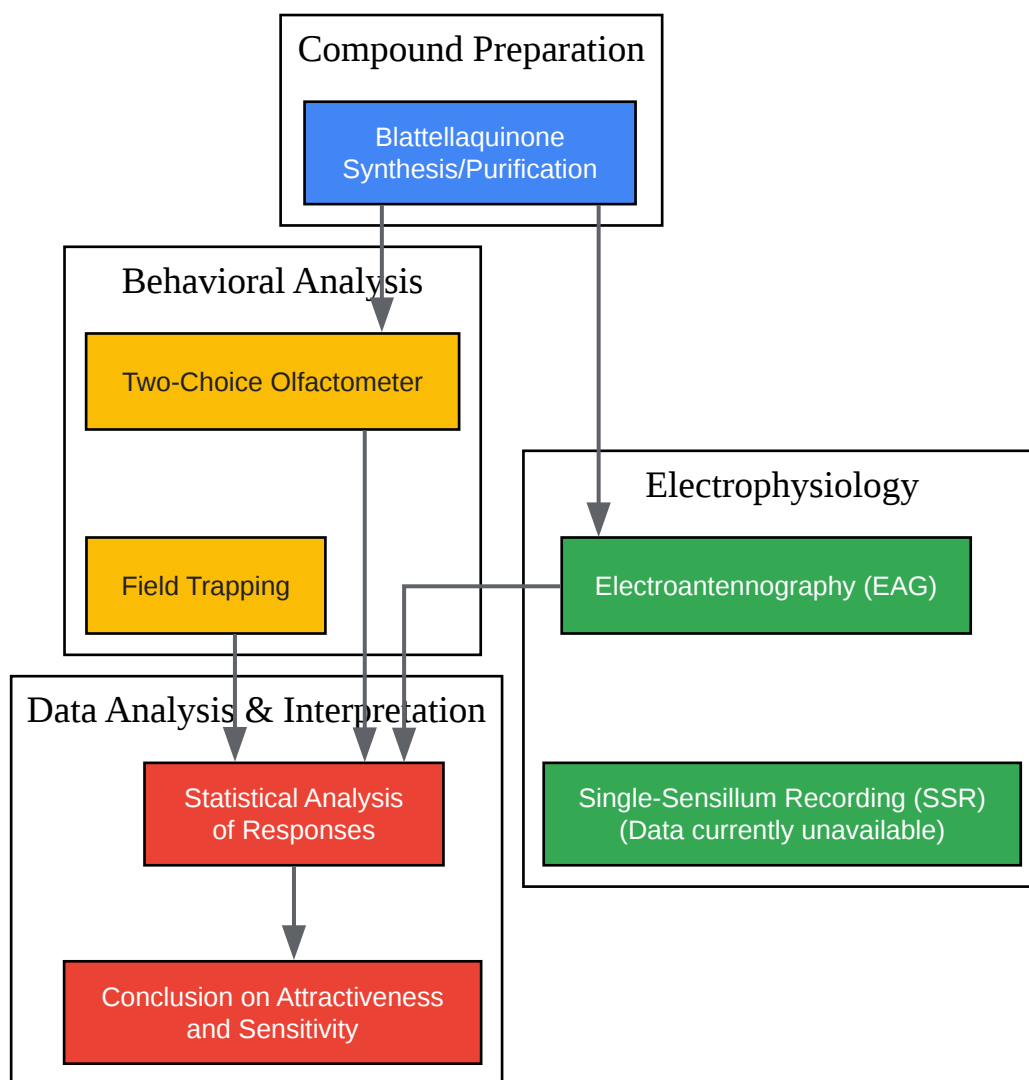 Compound Preparation
Blattellaquinone
Synthesis/Purification
Behavioral Analysis
Two-Choice Olfactometer
Field Trapping
Electrophysiology
Electroantennography (EAG)
Single-Sensillum Recording (SSR)
(Data currently unavailable)
Data Analysis & Interpretation
Statistical Analysis
of Responses
Conclusion on Attractiveness
and Sensitivity